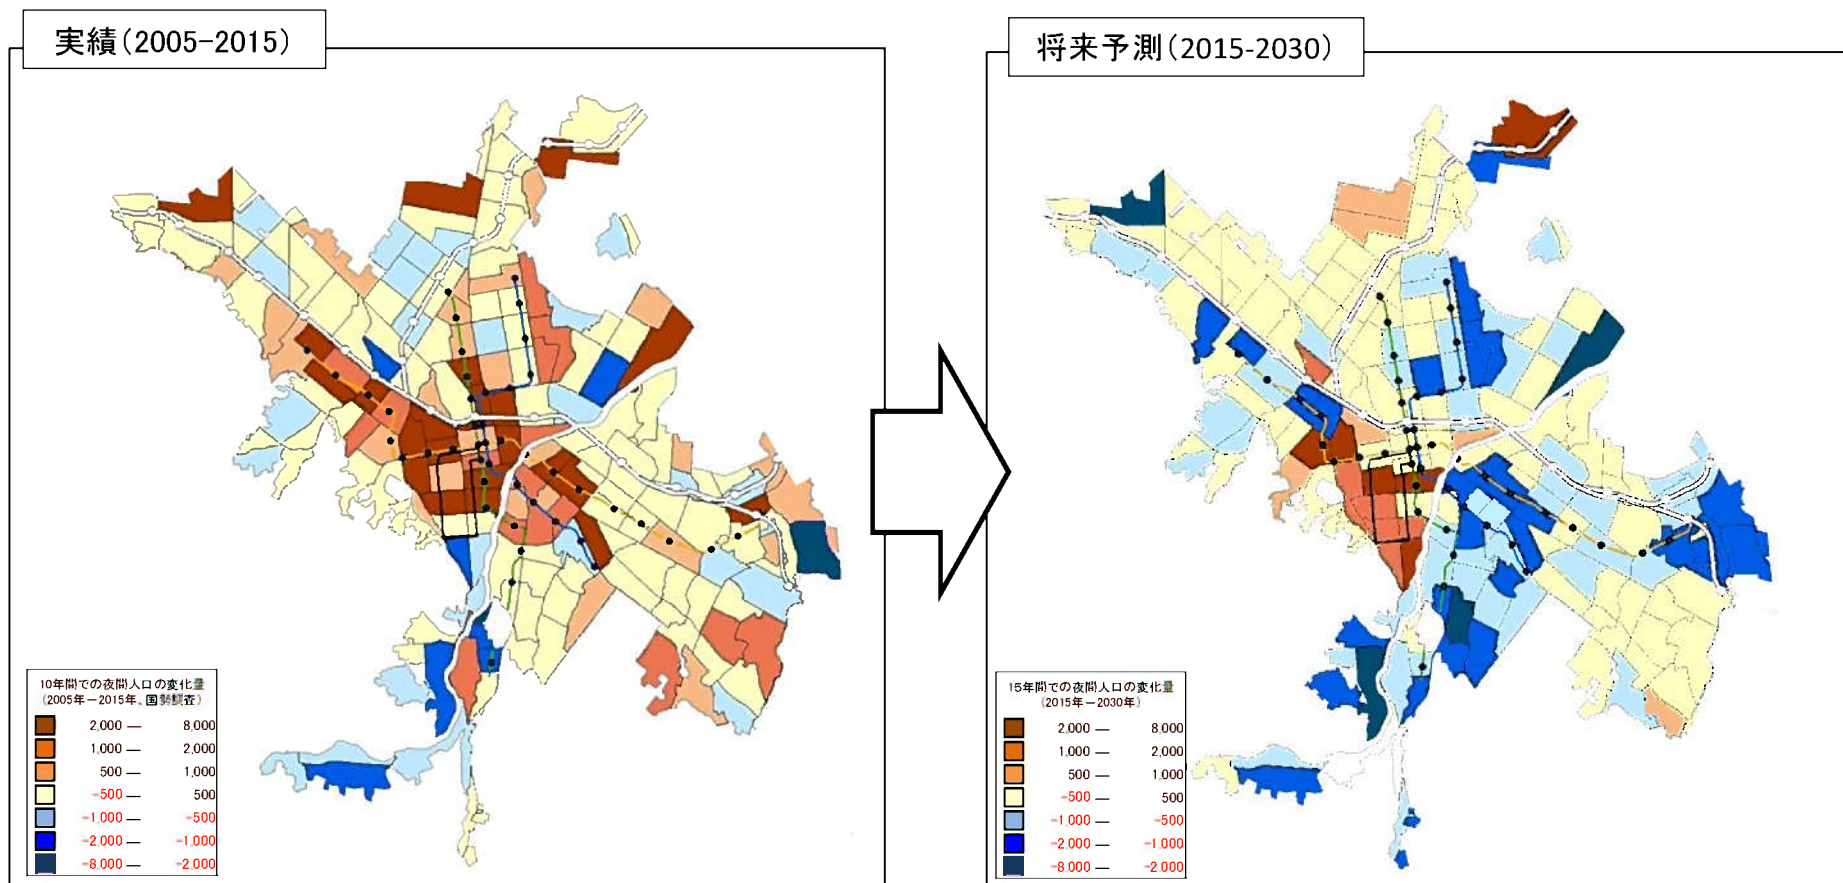 実績(2005-2015)
10年間での夜間人口の変化量
(2005年－2015年、国勢調査)
2,000 — 8,000
1,000 — 2,000
500 — 1,000
-500 — 500
-1,000 — -500
-2,000 — -1,000
-8,000 — -2,000
将来予測(2015-2030)
15年間での夜間人口の変化量
(2015年－2030年)
2,000 — 8,000
1,000 — 2,000
500 — 1,000
-500 — 500
-1,000 — -500
-2,000 — -1,000
-8,000 — -2,000